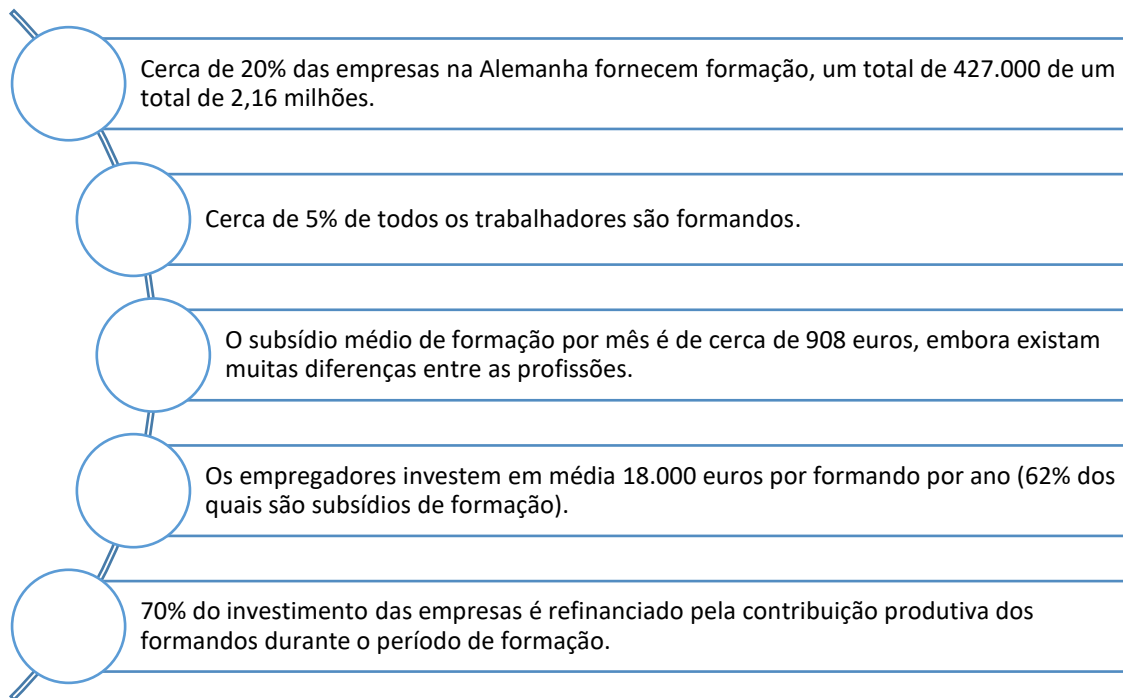 Cerca de 20% das empresas na Alemanha fornecem formação, um total de 427.000 de um
total de 2,16 milhões.
Cerca de 5% de todos os trabalhadores são formandos.
O subsídio médio de formação por mês é de cerca de 908 euros, embora existam
muitas diferenças entre as profissões.
Os empregadores investem em média 18.000 euros por formando por ano (62% dos
quais são subsídios de formação).
70% do investimento das empresas é refinanciado pela contribuição produtiva dos
formandos durante o período de formação.